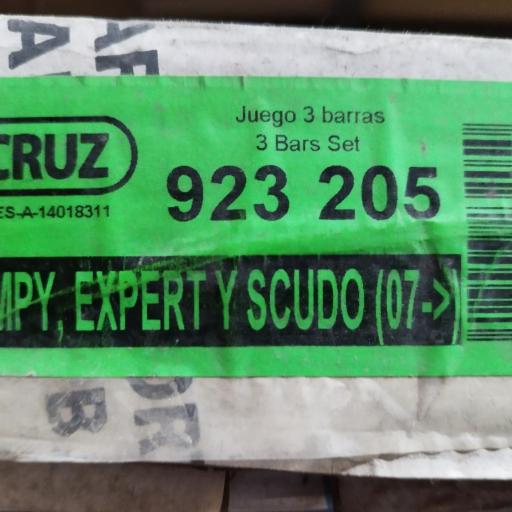 Juego 3 barras
3 Bars Set
CRUZ
923 205
ES-A-14018311
MPY, EXPERT Y SCUDO (07->)